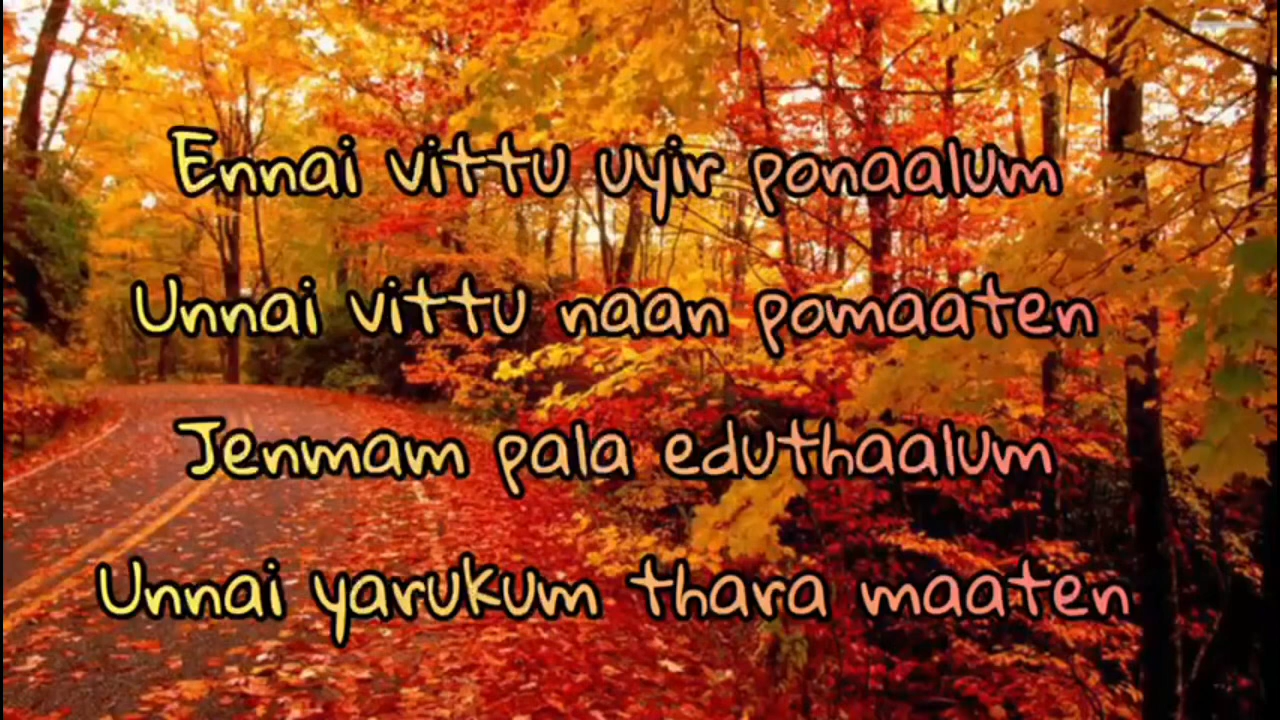 Ennai vittu uyir ponaalum
Unnai vittu naan pomaaten
Jenmam pala eduthaalum
Unnai yarukum thara maaten